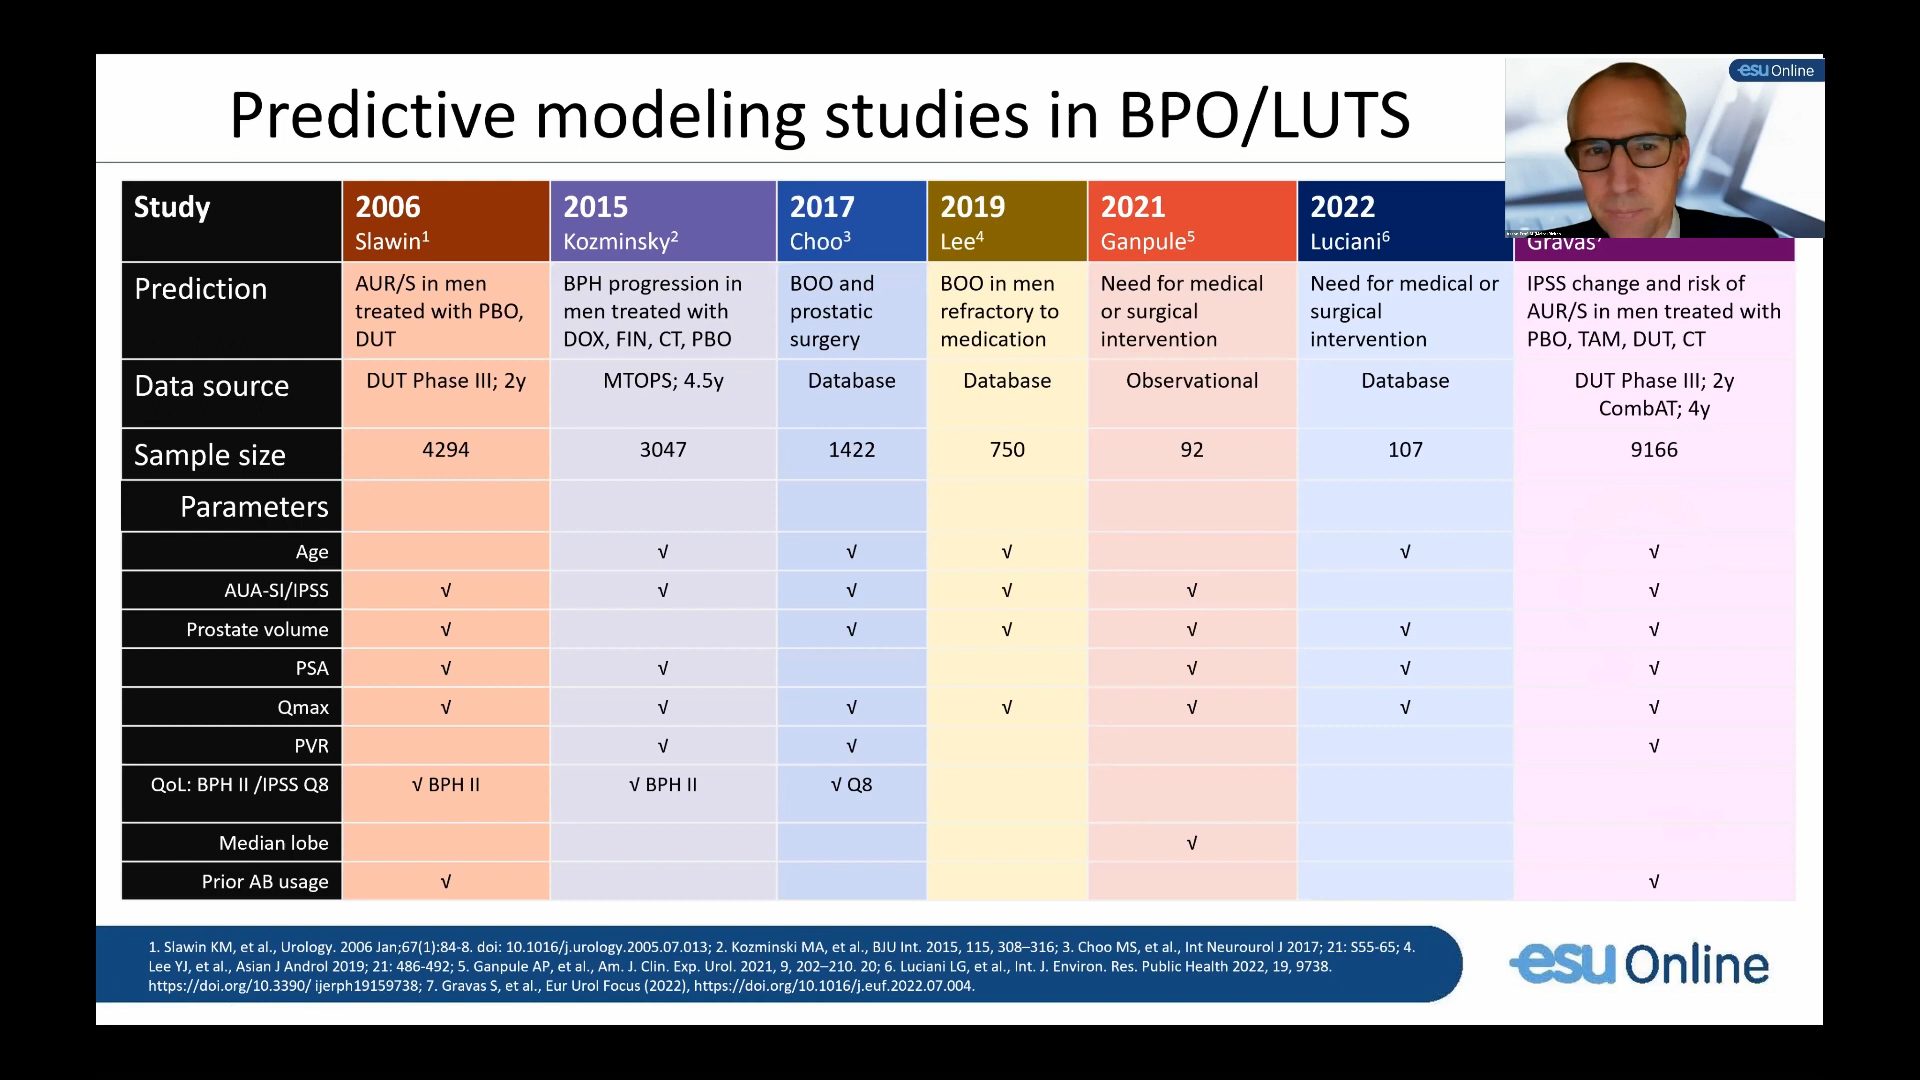 Predictive modeling studies in BPO/LUTS
esu Online
Study
2006
Slawin1
2015
Kozminsky2
2017
Choo3
2019
Lee4
2021
Ganpule5
2022
Luciani6
Gravas7
Prediction
AUR/S in men
treated with PBO,
DUT
BPH progression in
men treated with
DOX, FIN, CT, PBO
BOO and
prostatic
surgery
BOO in men
refractory to
medication
Need for medical
or surgical
intervention
Need for medical or
surgical
intervention
IPSS change and risk of
AUR/S in men treated with
PBO, TAM, DUT, CT
Data source
DUT Phase III; 2y
MTOPS; 4.5y
Database
Database
Observational
Database
DUT Phase III; 2y
CombAT; 4y
Sample size
4294
3047
1422
750
92
107
9166
Parameters
Age √ √ √ √ √
AUA-SI/IPSS √ √ √ √ √ √
Prostate volume √ √ √ √ √ √
PSA √ √ √ √ √
Qmax √ √ √ √ √ √ √
PVR √ √ √
QoL: BPH II /IPSS Q8 √ BPH II √ BPH II √ Q8
Median lobe √
Prior AB usage √ √
1. Slawin KM, et al., Urology. 2006 Jan;67(1):84-8. doi: 10.1016/j.urology.2005.07.013; 2. Kozminski MA, et al., BJU Int. 2015, 115, 308–316; 3. Choo MS, et al., Int Neurourol J 2017; 21: S55-65; 4.
Lee YJ, et al., Asian J Androl 2019; 21: 486-492; 5. Ganpule AP, et al., Am. J. Clin. Exp. Urol. 2021, 9, 202–210. 20; 6. Luciani LG, et al., Int. J. Environ. Res. Public Health 2022, 19, 9738.
https://doi.org/10.3390/ ijerph19159738; 7. Gravas S, et al., Eur Urol Focus (2022), https://doi.org/10.1016/j.euf.2022.07.004.
esu Online